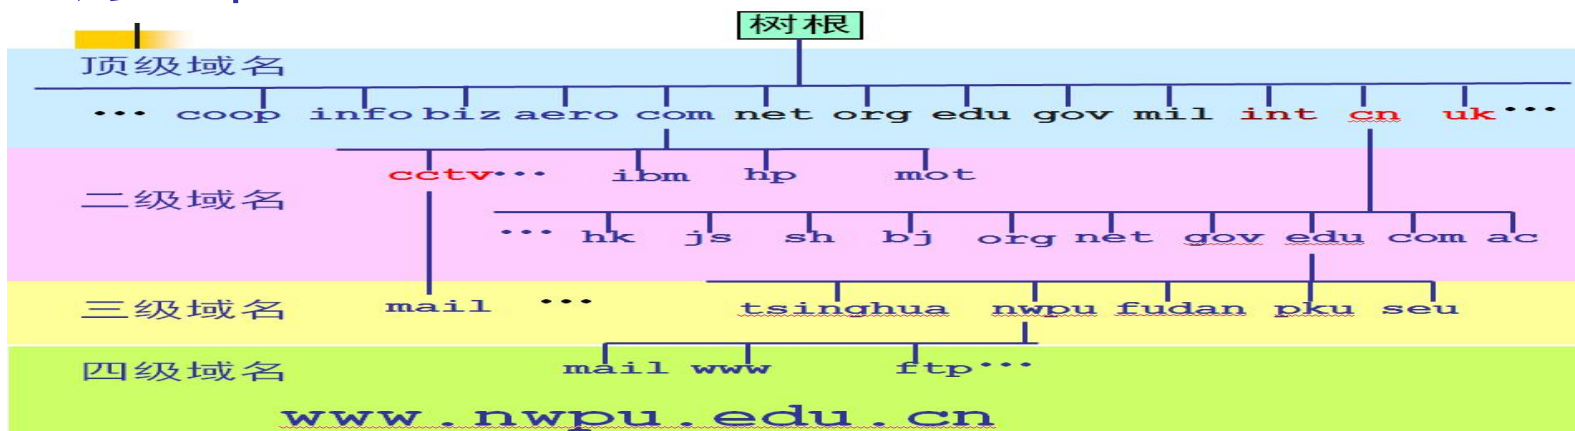 树根
顶级域名
... coop info biz aero com net org edu gov mil int cn uk ...
cctv... ibm hp mot
二级域名
... hk js sh bj org net gov edu com ac
三级域名 mail ... tsinghua nwpu fudan pku seu
四级域名 mail www ftp...
www.nwpu.edu.cn